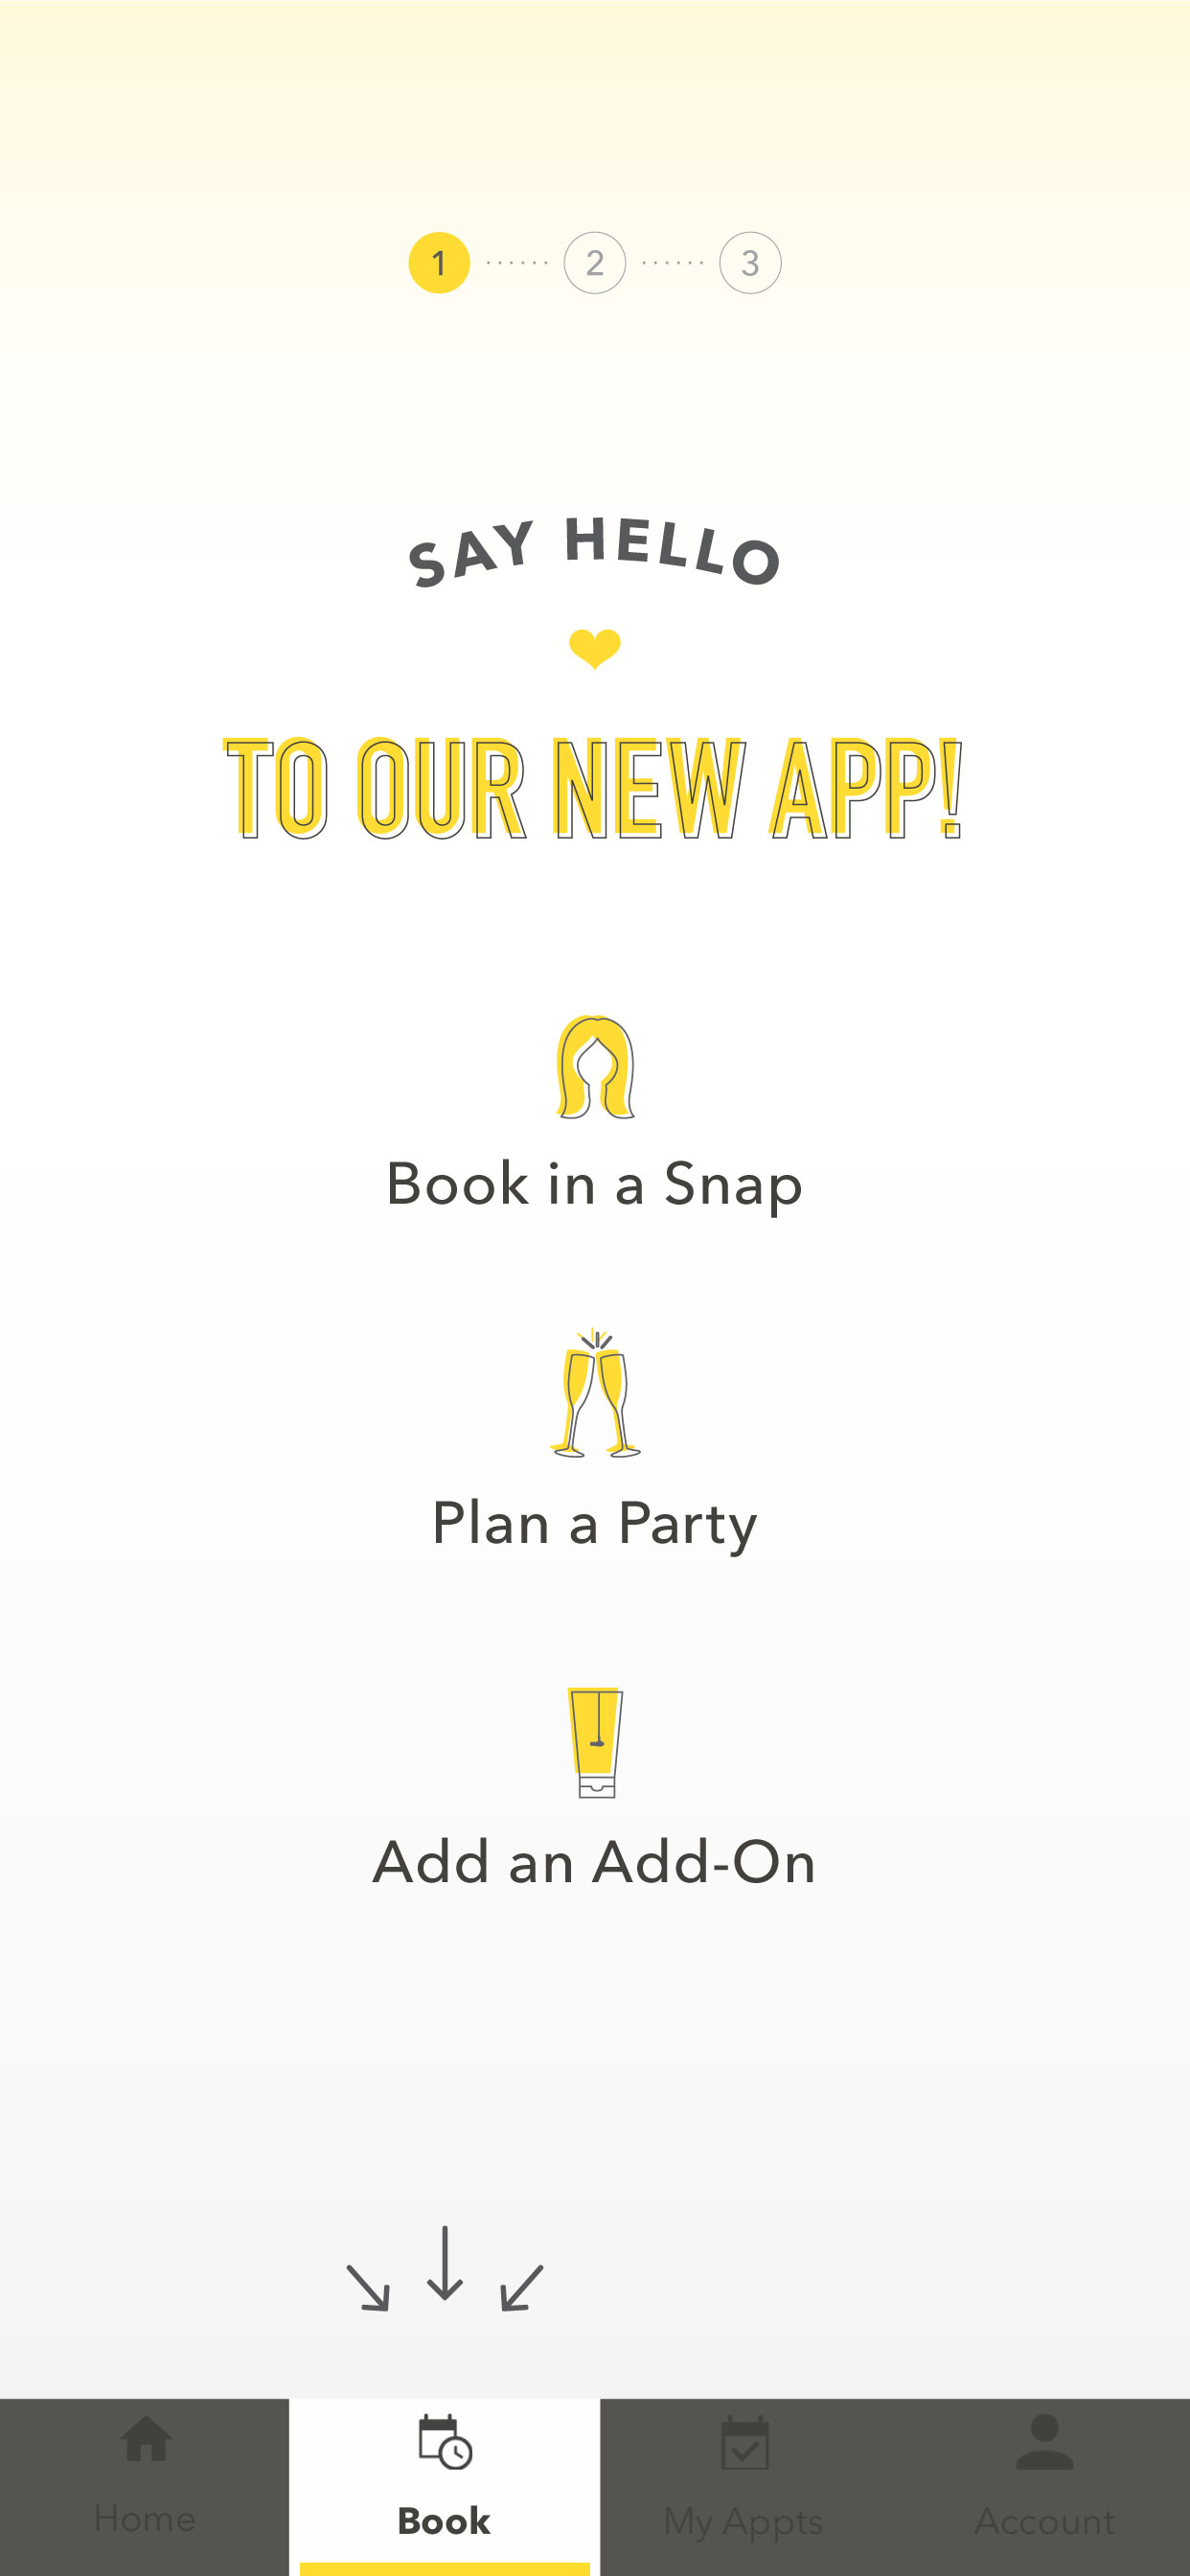 1 2 3
SAY HELLO
TO OUR NEW APP!
Book in a Snap
Plan a Party
Add an Add-On
Home Book My Appts Account